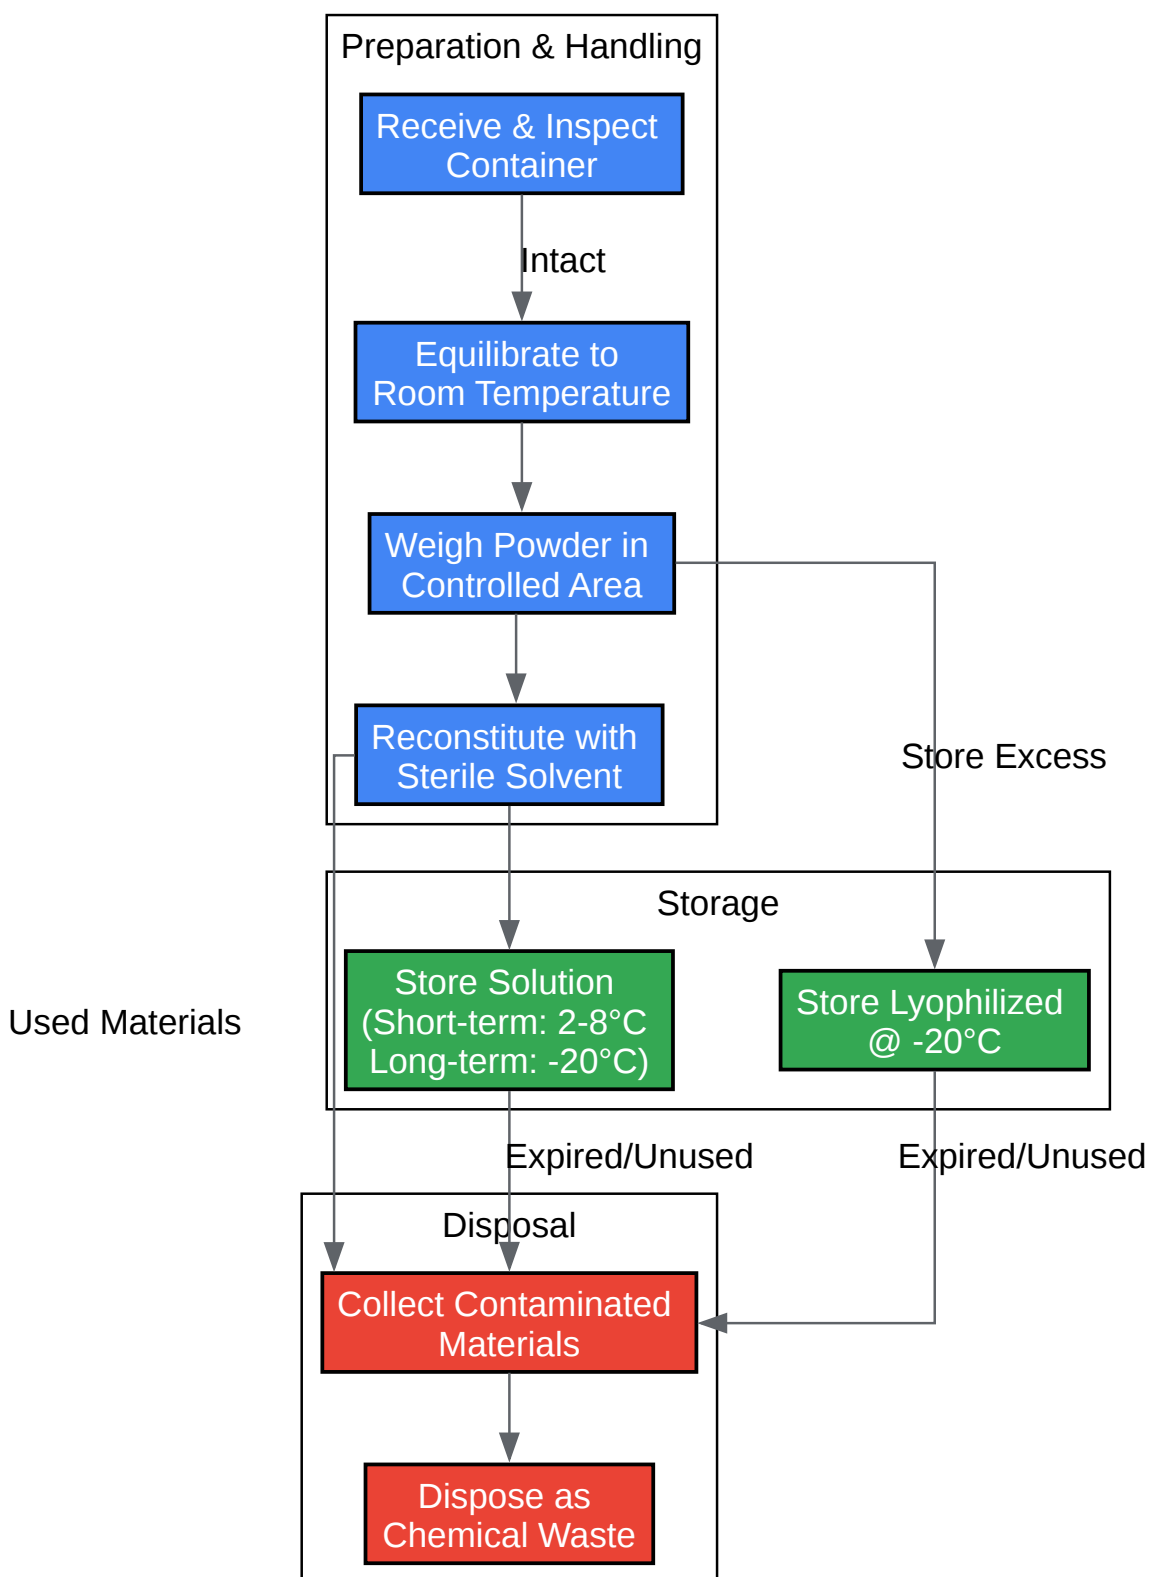 Preparation & Handling
Receive & Inspect
Container
Intact
Equilibrate to
Room Temperature
Weigh Powder in
Controlled Area
Reconstitute with
Sterile Solvent
Store Excess
Storage
Store Solution
(Short-term: 2-8°C
Long-term: -20°C)
Store Lyophilized
@ -20°C
Used Materials
Expired/Unused
Expired/Unused
Disposal
Collect Contaminated
Materials
Dispose as
Chemical Waste